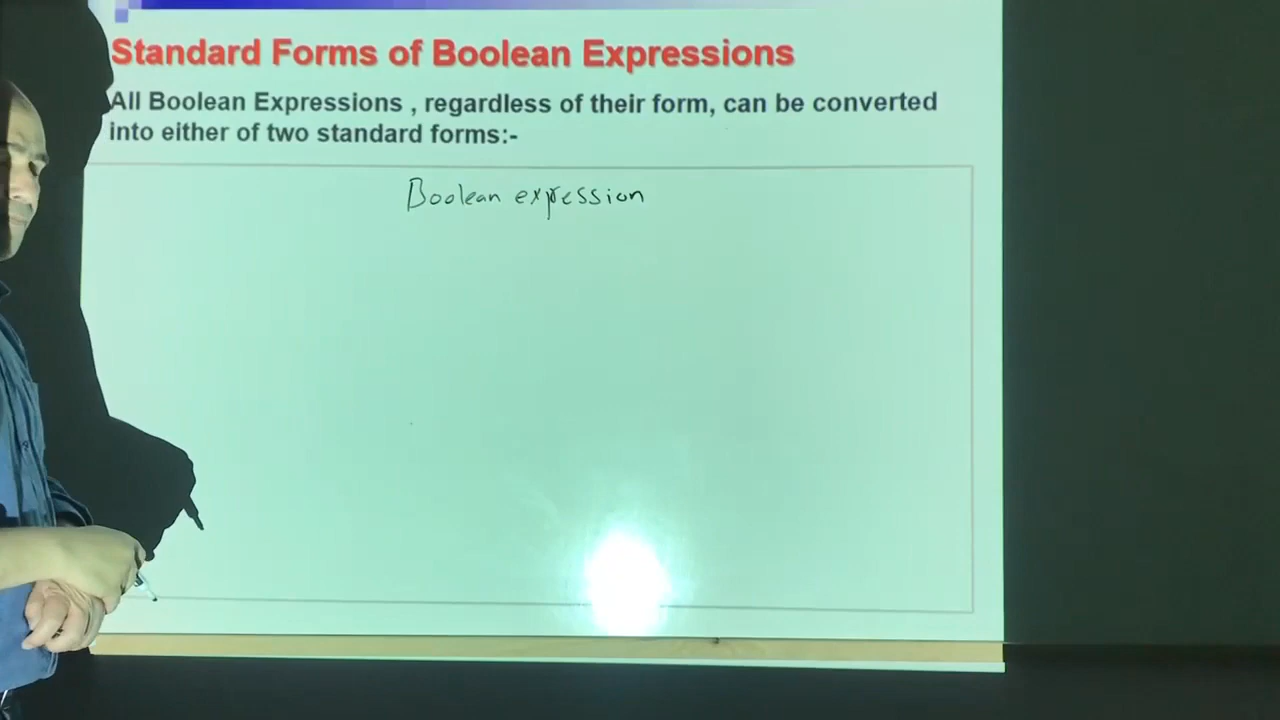 Standard Forms of Boolean Expressions
All Boolean Expressions , regardless of their form, can be converted
into either of two standard forms:-
Boolean expression